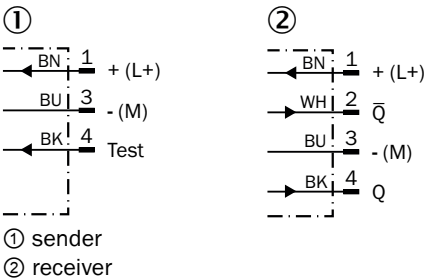 ① ②
BN 1 + (L+)
BU 3 - (M)
BK 4 Test
BN 1 + (L+)
WH 2 Q̅
BU 3 - (M)
BK 4 Q
① sender
② receiver